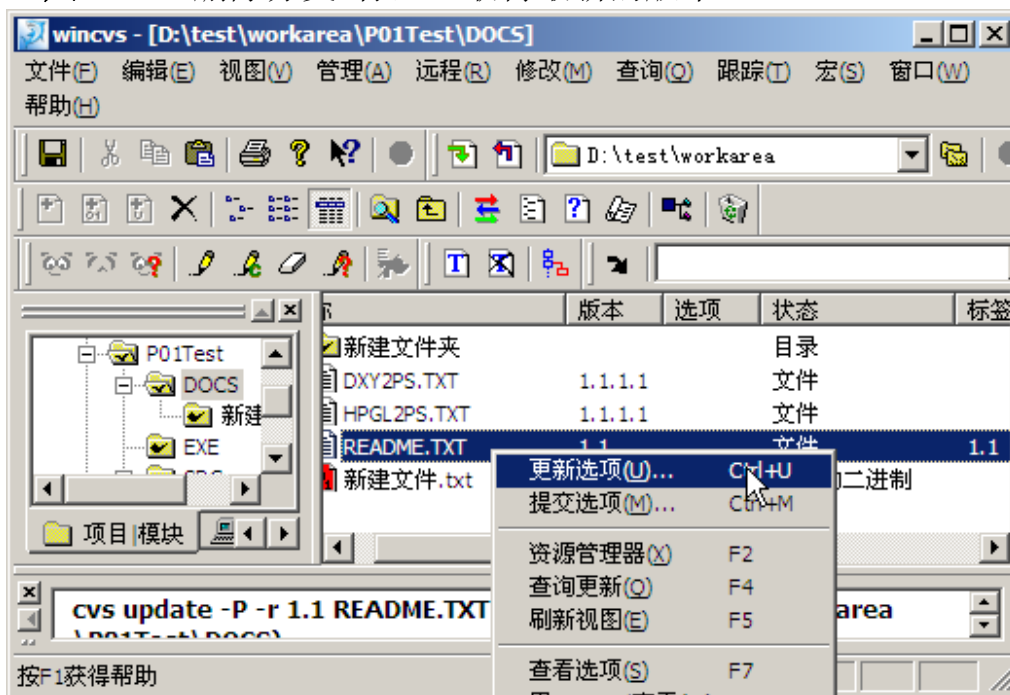 wincvs - [D:\test\workarea\P01Test\DOCS]
文件(F) 编辑(E) 视图(V) 管理(A) 远程(R) 修改(M) 查询(Q) 跟踪(T) 宏(S) 窗口(W)
帮助(H)
D:\test\workarea
版本 选项 状态 标签
P01Test
DOCS
新建
EXE
新建文件夹 目录
DXY2PS.TXT 1.1.1.1 文件
HPGL2PS.TXT 1.1.1.1 文件
README.TXT 1.1 文件 1.1
新建文件.txt 二进制
更新选项(U)... Ctrl+U
提交选项(M)... Ctrl+M
资源管理器(X) F2
查询更新(Q) F4
刷新视图(E) F5
查看选项(S) F7
项目|模块
cvs update -P -r 1.1 README.TXT area
\P01Test\DOCS)
按F1获得帮助